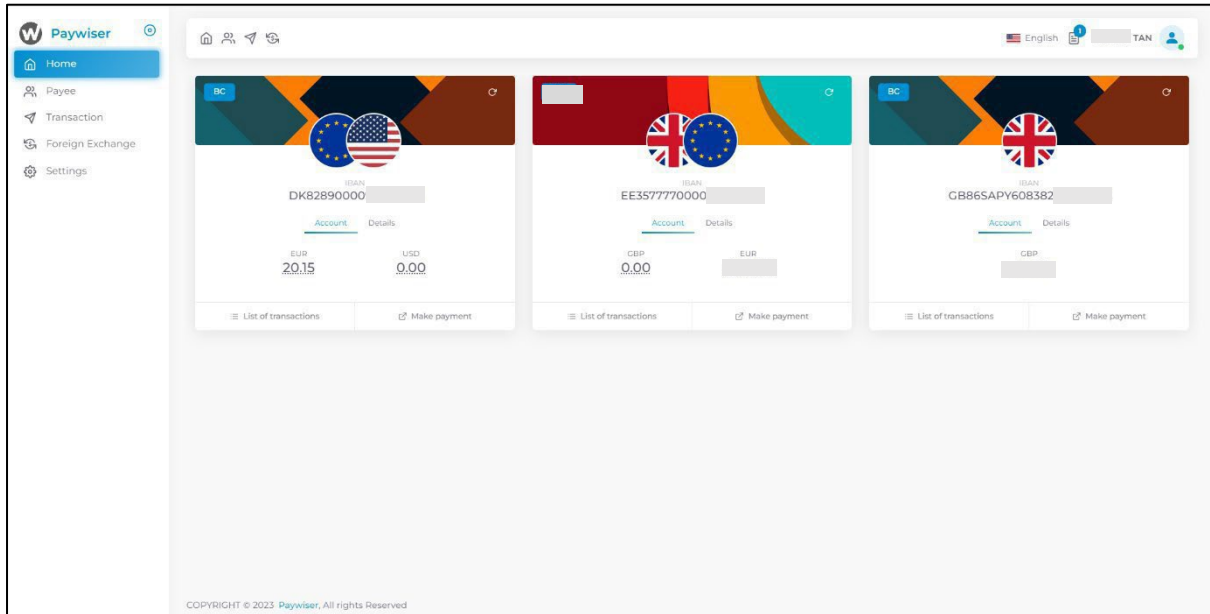 Paywiser
Home
Payee
Transaction
Foreign Exchange
Settings
English 1 TAN
BC
IBAN
DK82890000
Account Details
EUR USD
20.15 0.00
List of transactions Make payment
IBAN
EE3577770000
Account Details
GBP EUR
0.00
List of transactions Make payment
BC
IBAN
GB86SAPY608382
Account Details
GBP
List of transactions Make payment
COPYRIGHT © 2023 Paywiser, All rights Reserved